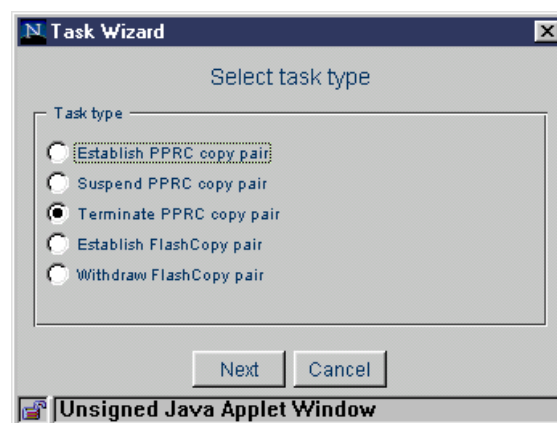 N Task Wizard
Select task type
Task type
Establish PPRC copy pair
Suspend PPRC copy pair
Terminate PPRC copy pair
Establish FlashCopy pair
Withdraw FlashCopy pair
Next Cancel
Unsigned Java Applet Window